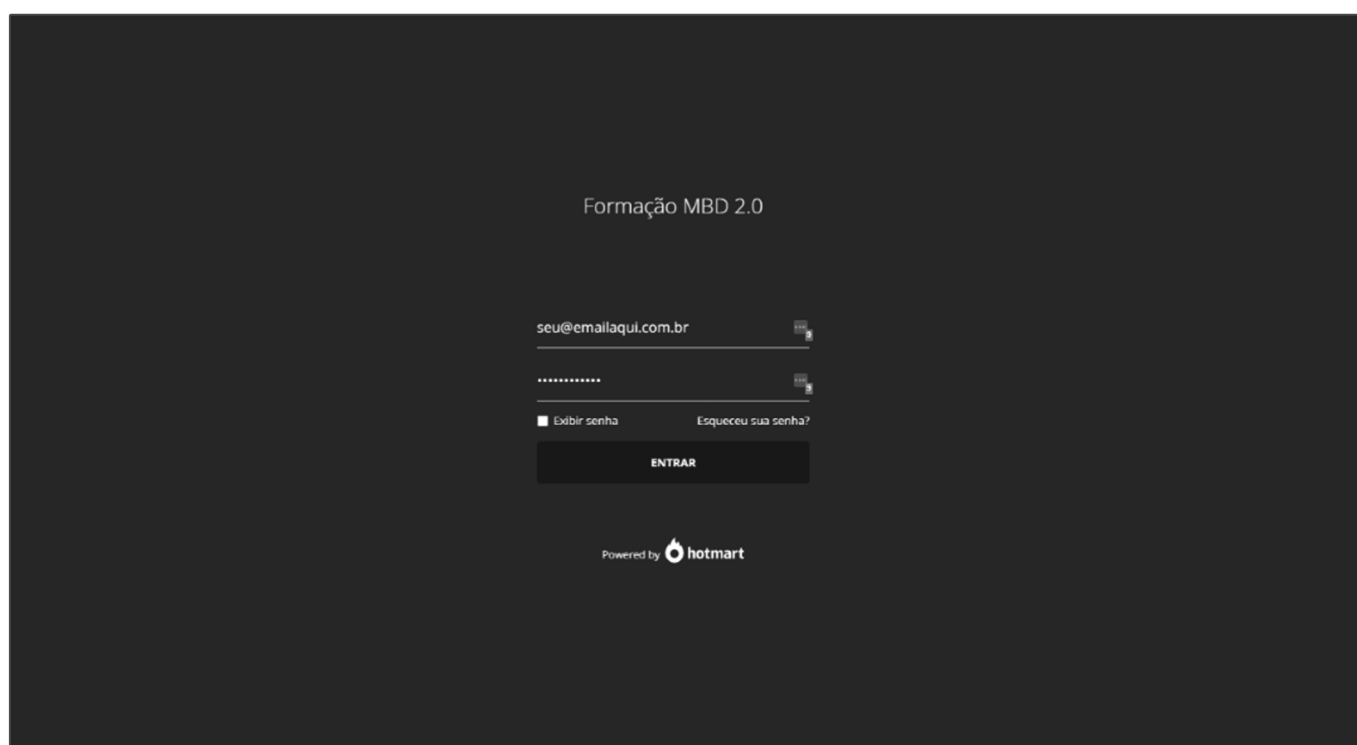 Formação MBD 2.0
seu@emailaqui.com.br
••••••••••••
Exibir senha Esqueceu sua senha?
ENTRAR
Powered by hotmart